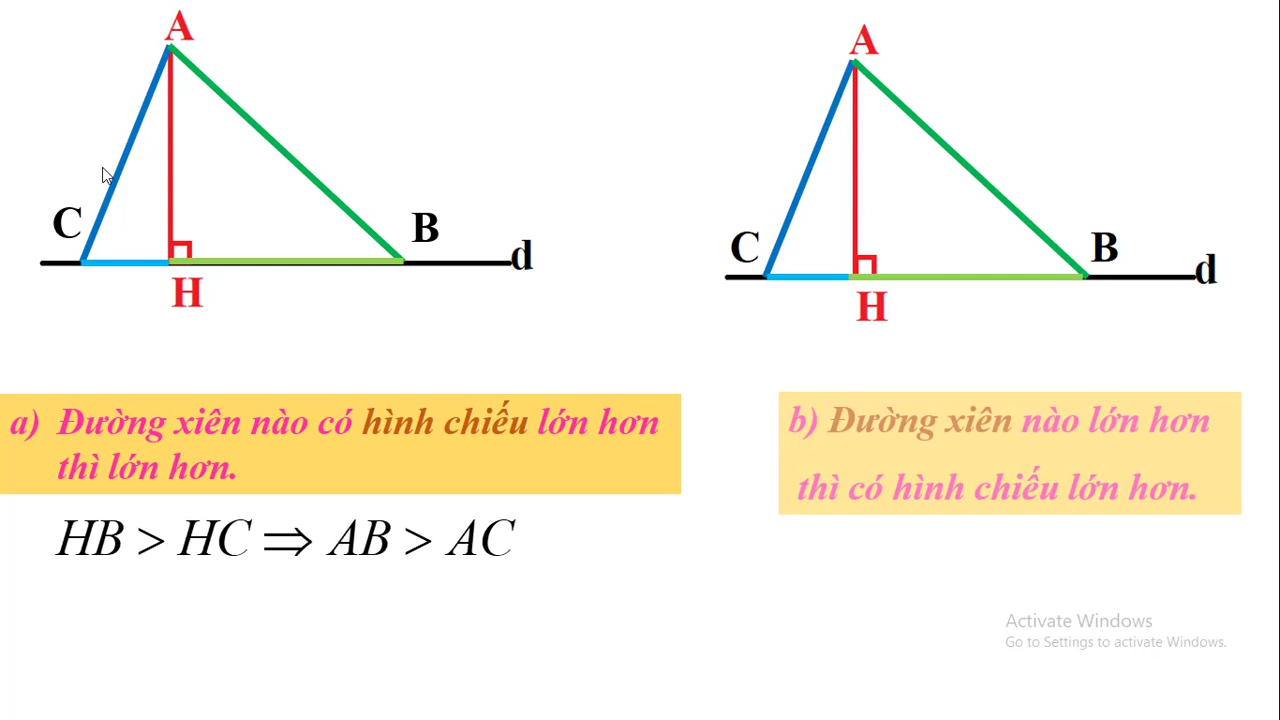 A
C
B
d
H
A
C
B
d
H
a) Đường xiên nào có hình chiếu lớn hơn
thì lớn hơn.
HB > HC ⇒ AB > AC
b) Đường xiên nào lớn hơn
thì có hình chiếu lớn hơn.
Activate Windows
Go to Settings to activate Windows.